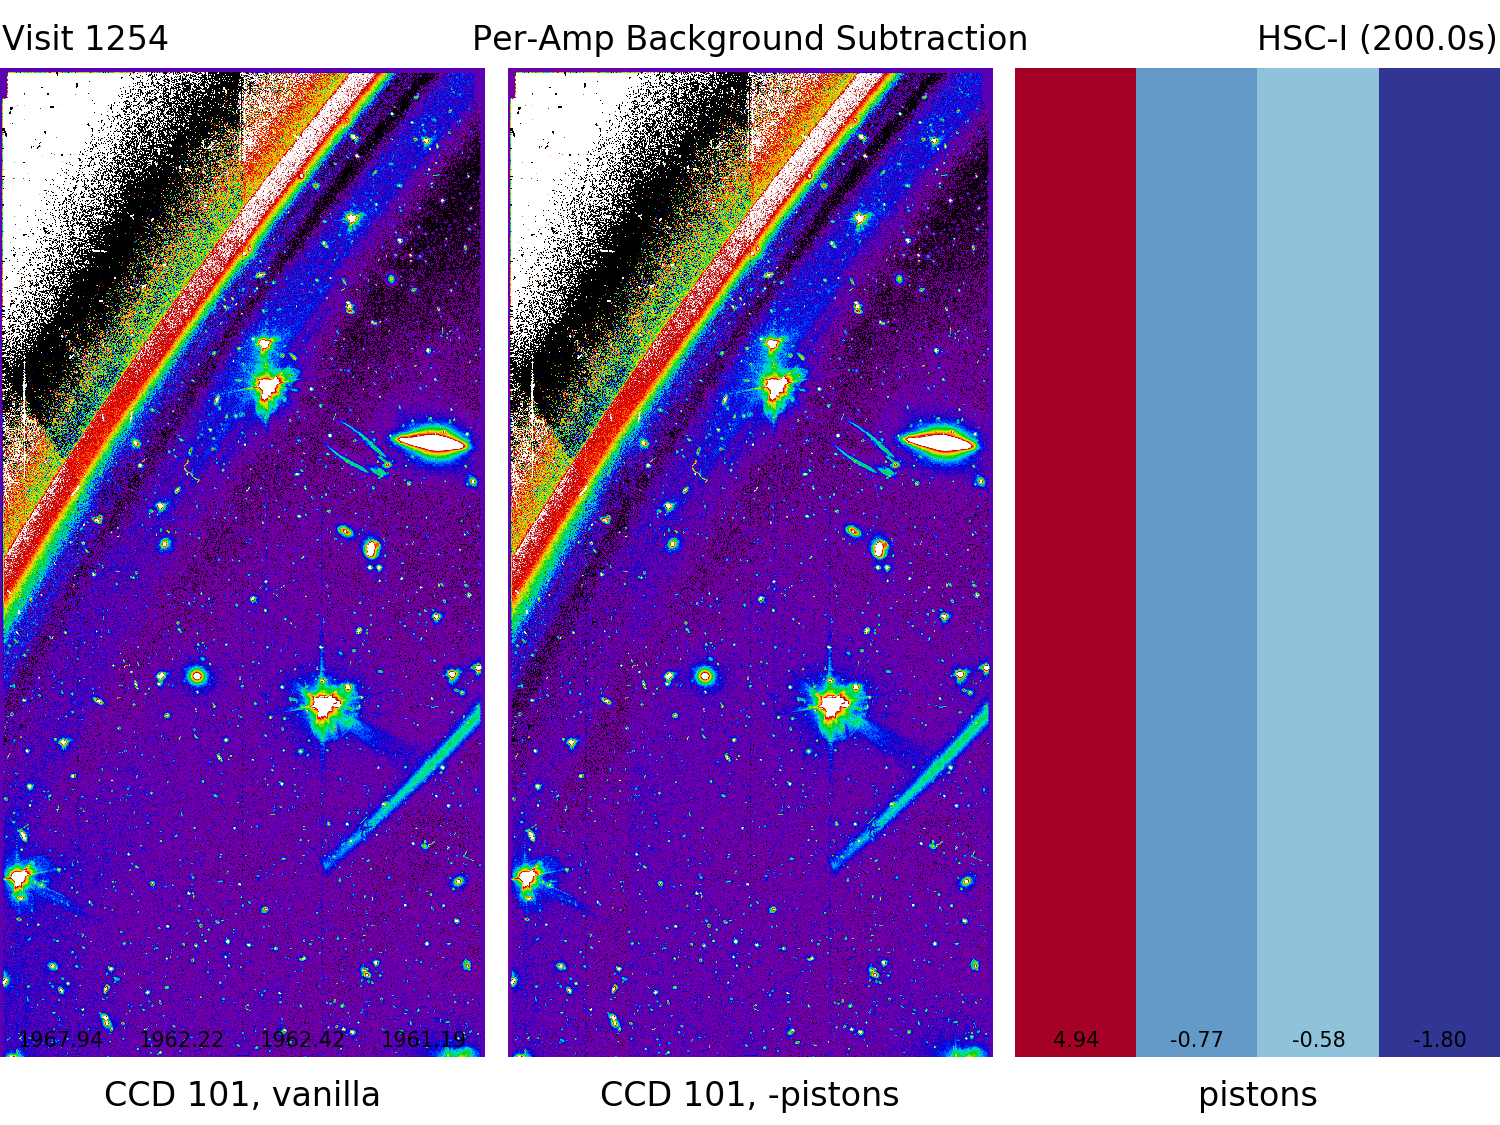 Visit 1254 Per-Amp Background Subtraction HSC-I (200.0s)
1967.94 1962.22 1962.42 1961.19 4.94 -0.77 -0.58 -1.80
CCD 101, vanilla CCD 101, -pistons pistons